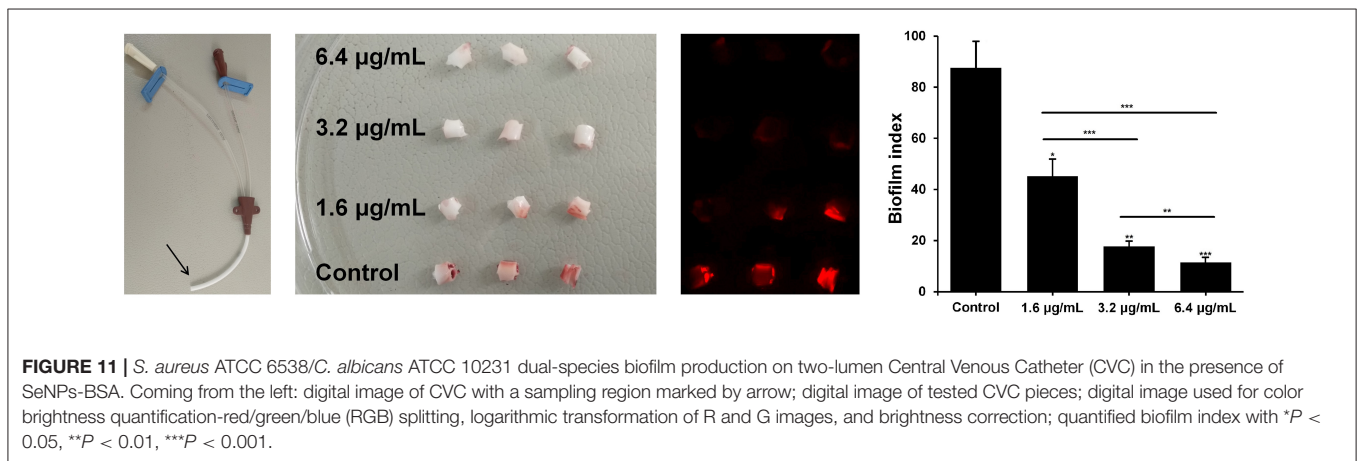 6.4 µg/mL
3.2 µg/mL
1.6 µg/mL
Control
Biofilm index
100
80
60
40
20
0
***
***
*
**
**
***
Control 1.6 µg/mL 3.2 µg/mL 6.4 µg/mL
FIGURE 11 | S. aureus ATCC 6538/C. albicans ATCC 10231 dual-species biofilm production on two-lumen Central Venous Catheter (CVC) in the presence of
SeNPs-BSA. Coming from the left: digital image of CVC with a sampling region marked by arrow; digital image of tested CVC pieces; digital image used for color
brightness quantification-red/green/blue (RGB) splitting, logarithmic transformation of R and G images, and brightness correction; quantified biofilm index with *P <
0.05, **P < 0.01, ***P < 0.001.